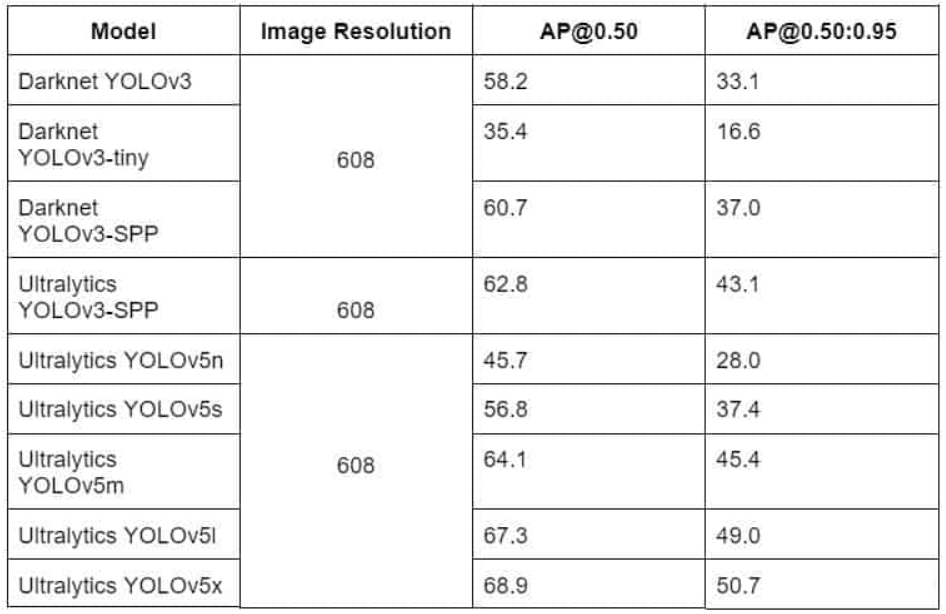 Model Image Resolution AP@0.50 AP@0.50:0.95
Darknet YOLOv3 58.2 33.1
Darknet 35.4 16.6
YOLOv3-tiny 608
Darknet 60.7 37.0
YOLOv3-SPP
Ultralytics 62.8 43.1
YOLOv3-SPP 608
Ultralytics YOLOv5n 45.7 28.0
Ultralytics YOLOv5s 56.8 37.4
Ultralytics 64.1 45.4
YOLOv5m 608
Ultralytics YOLOv5l 67.3 49.0
Ultralytics YOLOv5x 68.9 50.7